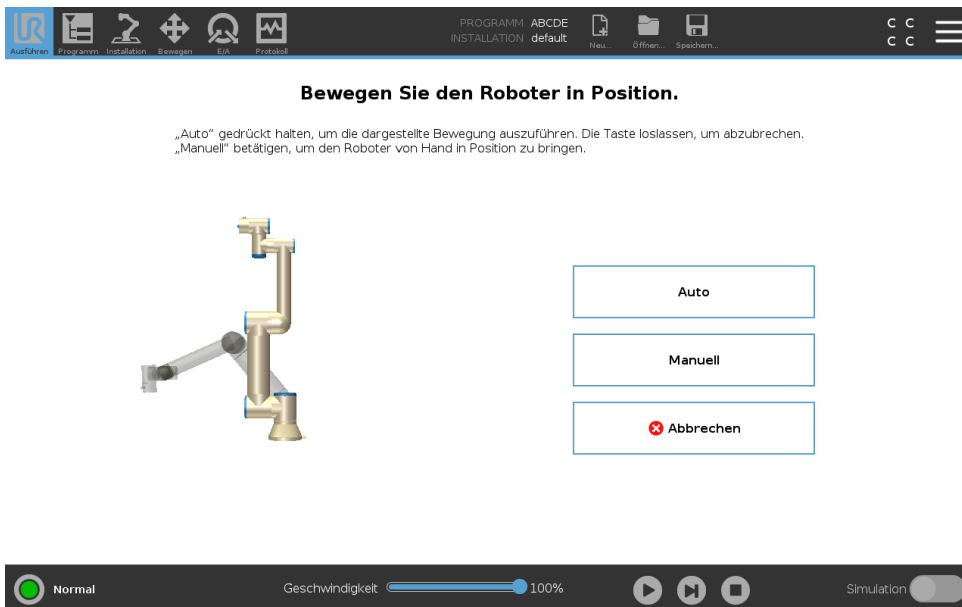 Ausführen
Programm
Installation
Bewegen
E/A
Protokoll
PROGRAMM ABCDE
INSTALLATION default
Neu...
Öffnen...
Speichern...
C C
C C
Bewegen Sie den Roboter in Position.
„Auto“ gedrückt halten, um die dargestellte Bewegung auszuführen. Die Taste loslassen, um abzubrechen.
„Manuell“ betätigen, um den Roboter von Hand in Position zu bringen.
Auto
Manuell
Abbrechen
Normal
Geschwindigkeit 100%
Simulation